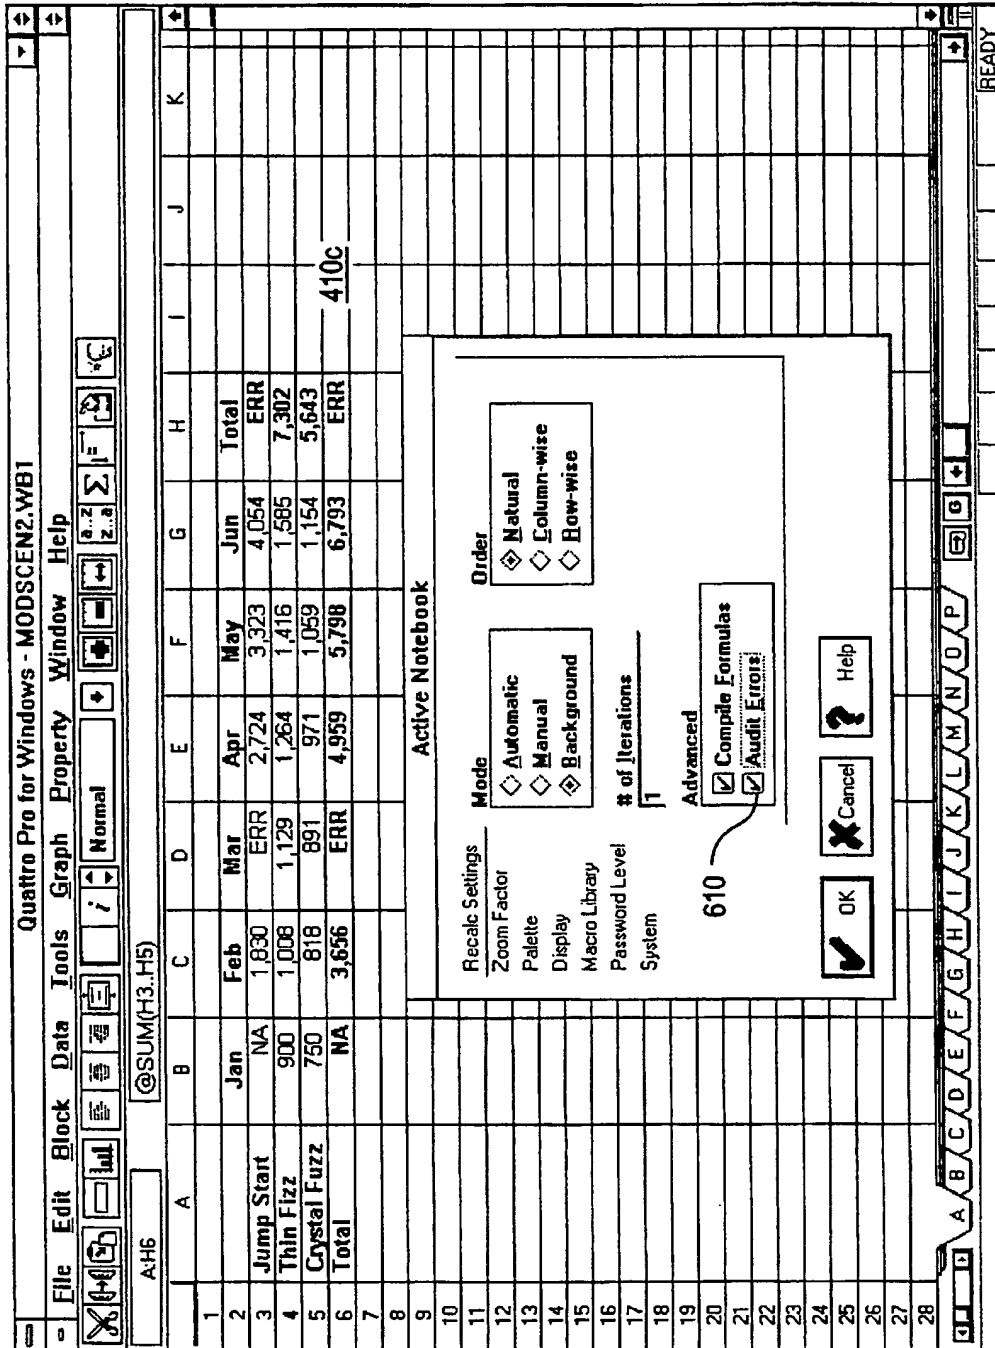 Quattro Pro for Windows - MODSCEN2.WB1
File Edit Block Data Tools Graph Property Window Help
i Normal a..z z..a Σ
A:H6 @SUM(H3..H5)
A B C D E F G H I J K
1
2 Jan Feb Mar Apr May Jun Total
3 Jump Start NA 1,830 ERR 2,724 3,323 4,054 ERR
4 Thin Fizz 900 1,008 1,129 1,264 1,416 1,585 7,302
5 Crystal Fuzz 750 818 891 971 1,059 1,154 5,643
6 Total NA 3,656 ERR 4,959 5,798 6,793 ERR
410c
7
8
9
10
11
12
13
14
15
16
17
18
19
20
21
22
23
24
25
26
27
28
Active Notebook
Recalc Settings
Zoom Factor
Palette
Display
Macro Library
Password Level
System
Mode
Automatic
Manual
Background
Order
Natural
Column-wise
Row-wise
# of Iterations
1
Advanced
Compile Formulas
Audit Errors
610
OK Cancel ? Help
A B C D E F G H I J K L M N O P G
READY